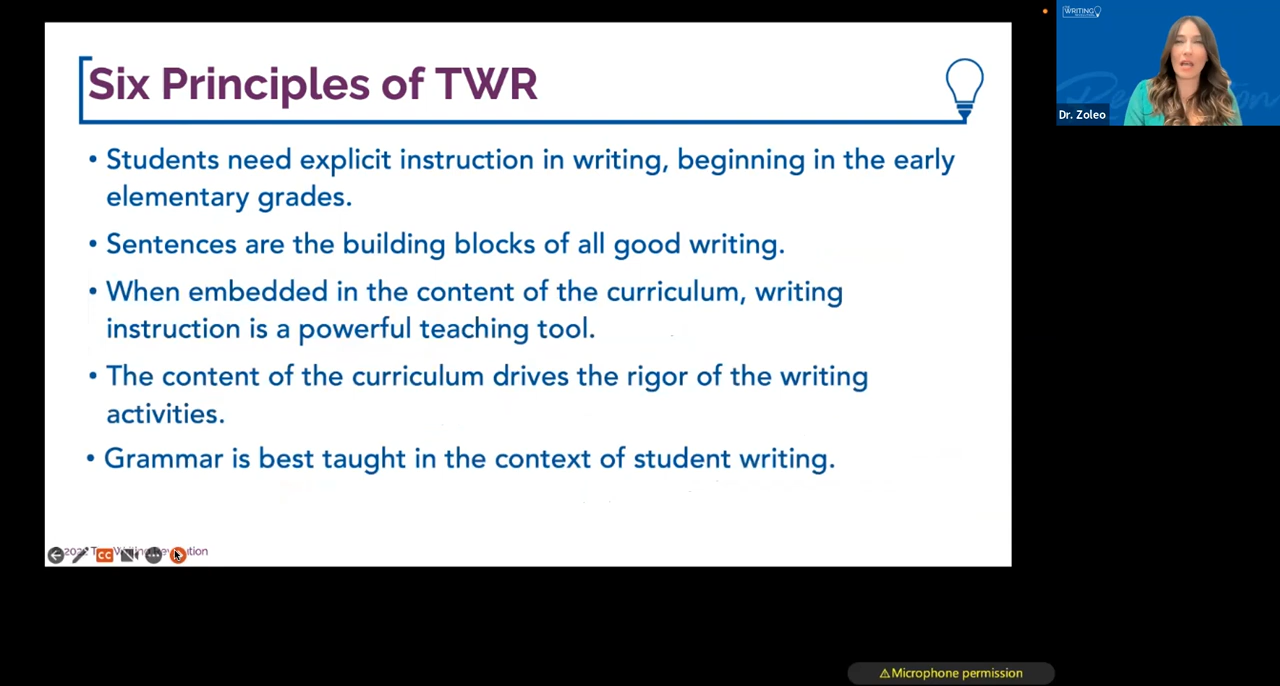 Six Principles of TWR
• Students need explicit instruction in writing, beginning in the early
elementary grades.
• Sentences are the building blocks of all good writing.
• When embedded in the content of the curriculum, writing
instruction is a powerful teaching tool.
• The content of the curriculum drives the rigor of the writing
activities.
• Grammar is best taught in the context of student writing.
CC
WRITING
Dr. Zoleo
⚠Microphone permission